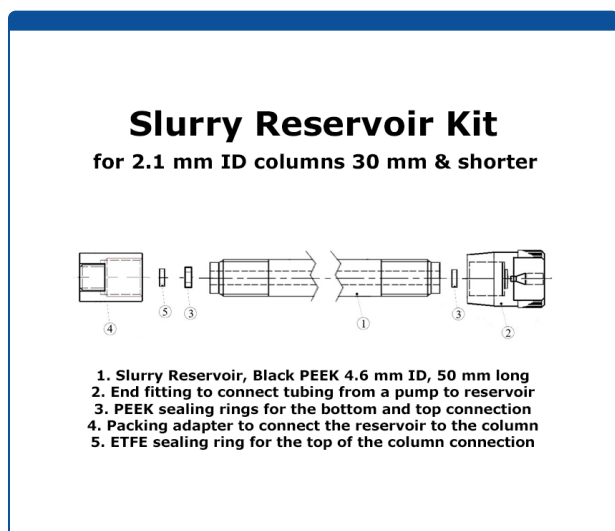 Slurry Reservoir Kit
for 2.1 mm ID columns 30 mm & shorter
4
5
3
1
3
2
1. Slurry Reservoir, Black PEEK 4.6 mm ID, 50 mm long
2. End fitting to connect tubing from a pump to reservoir
3. PEEK sealing rings for the bottom and top connection
4. Packing adapter to connect the reservoir to the column
5. ETFE sealing ring for the top of the column connection